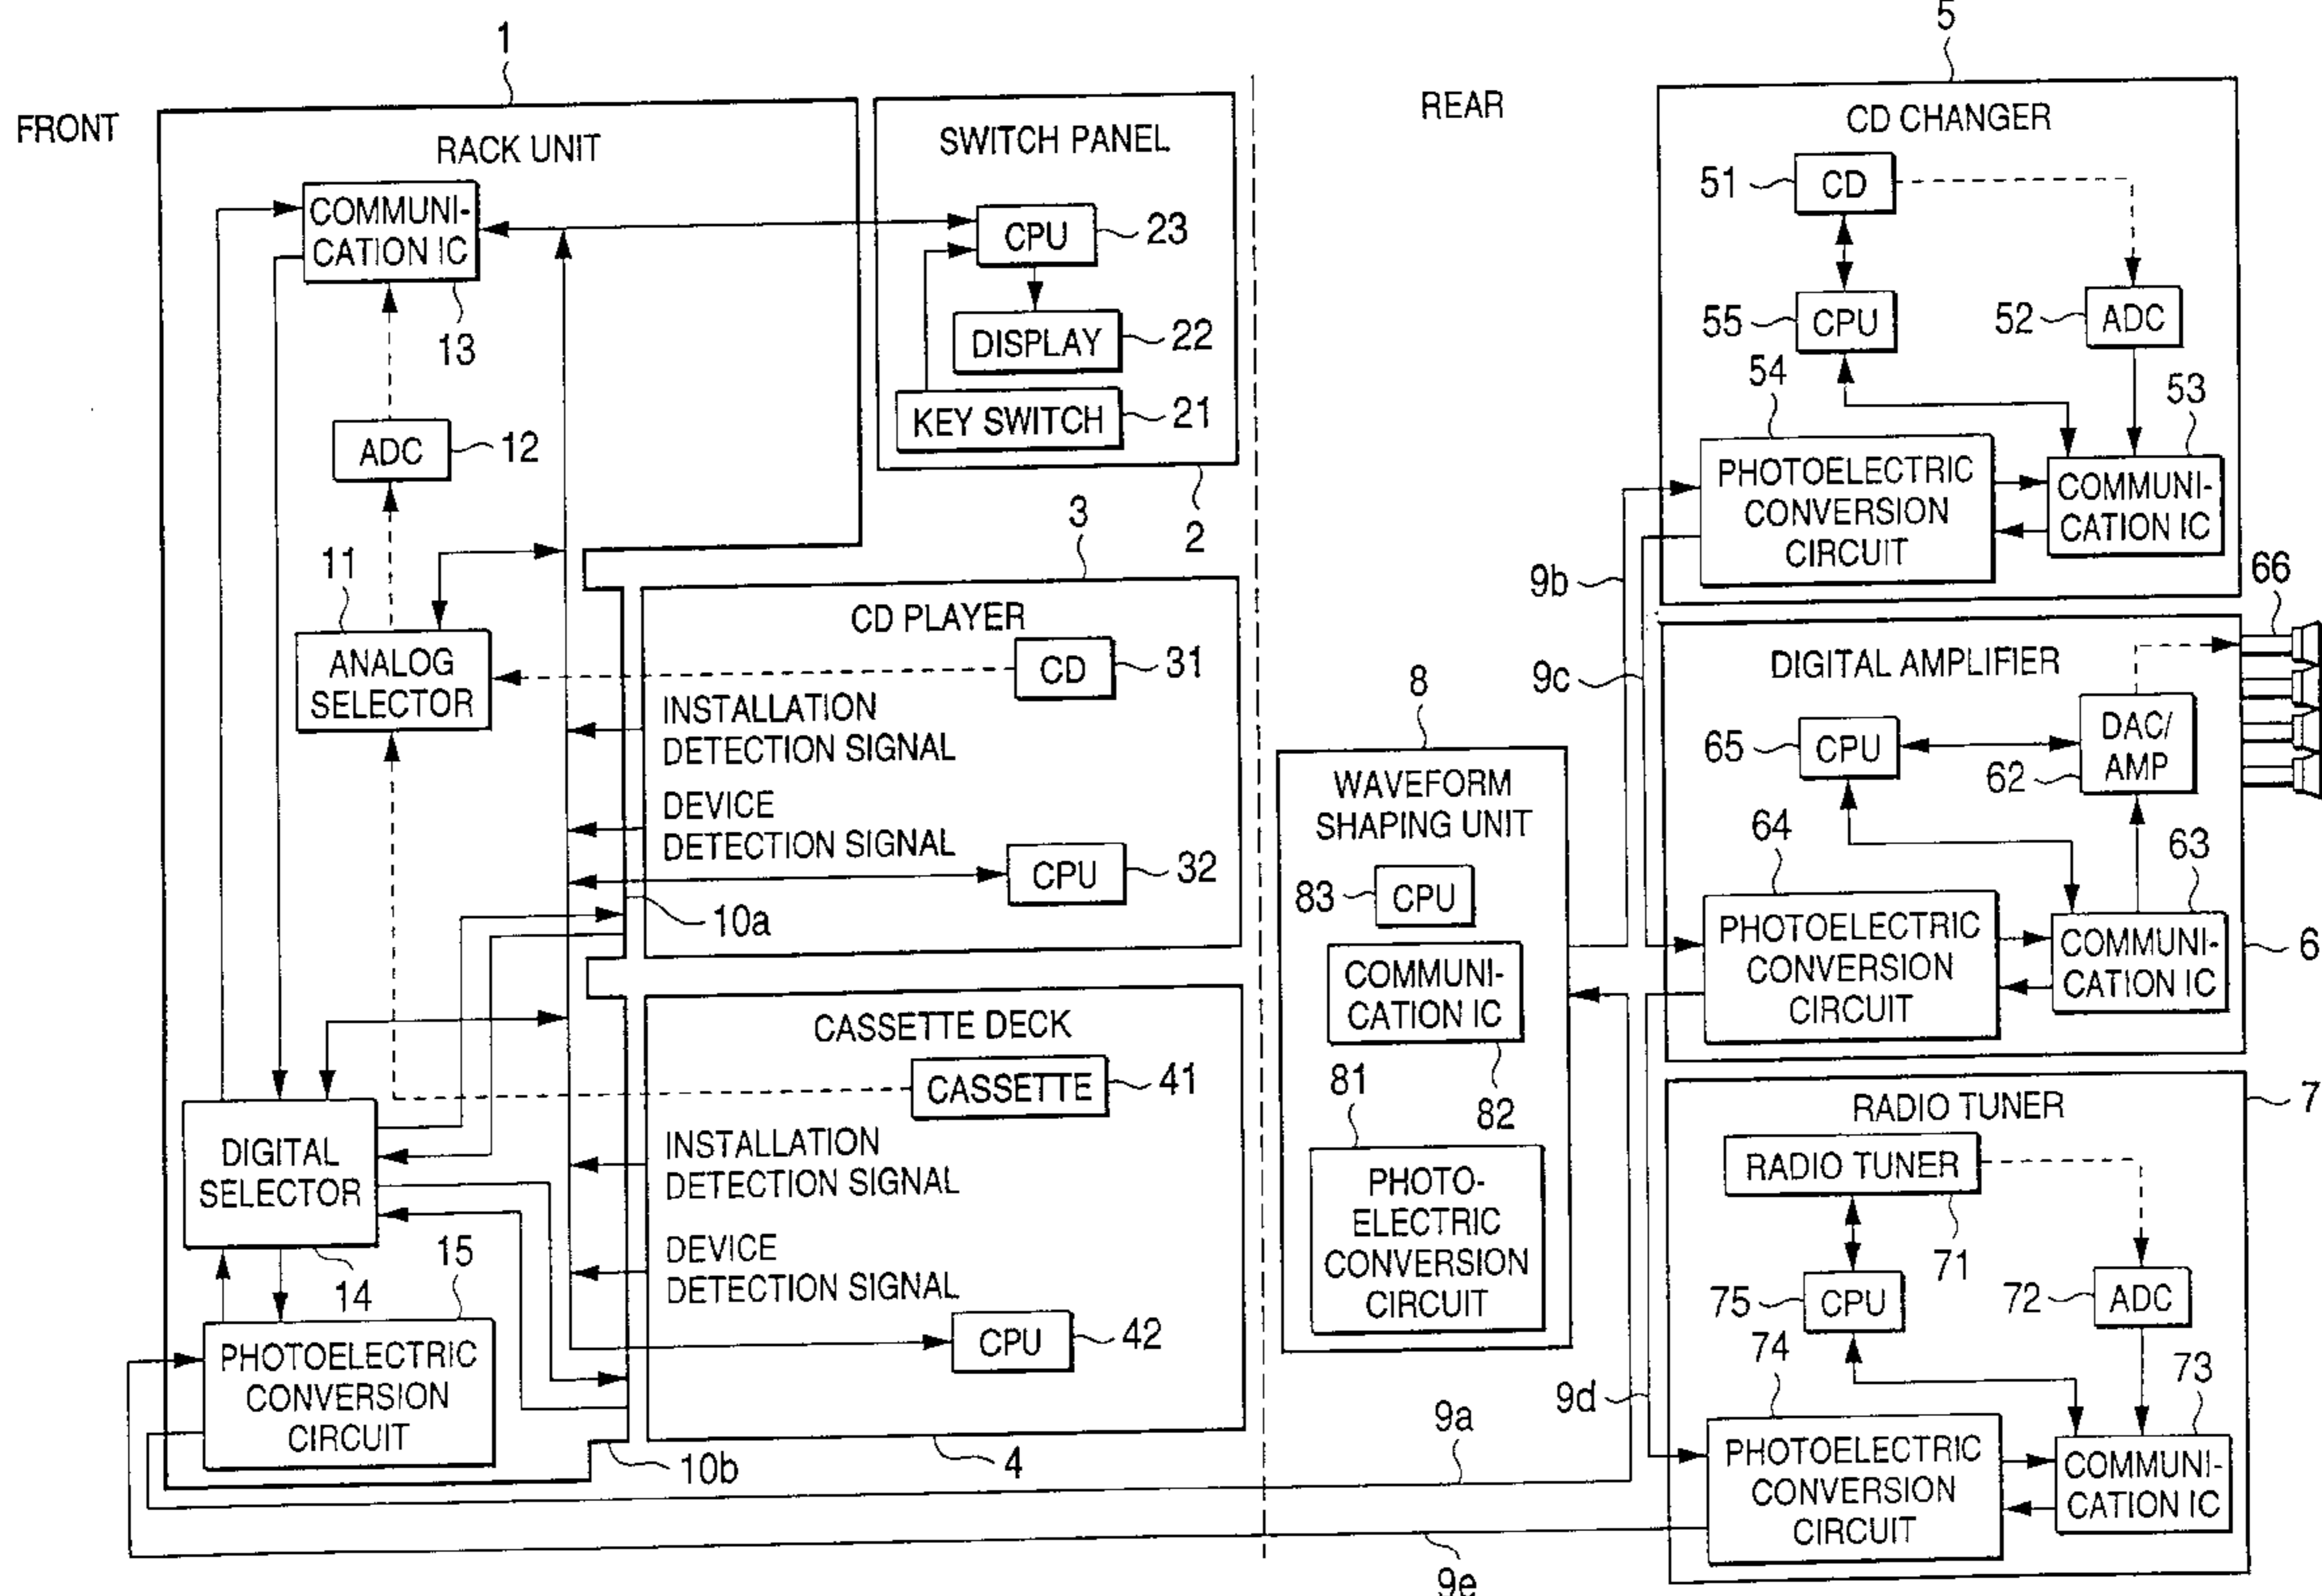 FRONT
1
RACK UNIT
COMMUNI-
CATION IC
13
ADC
12
11
ANALOG
SELECTOR
DIGITAL
SELECTOR
14
15
PHOTOELECTRIC
CONVERSION
CIRCUIT
SWITCH PANEL
CPU
23
DISPLAY
22
KEY SWITCH
21
2
3
CD PLAYER
CD
31
INSTALLATION
DETECTION SIGNAL
DEVICE
DETECTION SIGNAL
CPU
32
10a
CASSETTE DECK
CASSETTE
41
INSTALLATION
DETECTION SIGNAL
DEVICE
DETECTION SIGNAL
CPU
42
10b
4
REAR
8
WAVEFORM
SHAPING UNIT
83
CPU
COMMUNI-
CATION IC
82
81
PHOTO-
ELECTRIC
CONVERSION
CIRCUIT
9a
9e
9b
9c
9d
5
CD CHANGER
51
CD
55
CPU
52
ADC
54
53
PHOTOELECTRIC
CONVERSION
CIRCUIT
COMMUNI-
CATION IC
66
DIGITAL AMPLIFIER
65
CPU
DAC/
AMP
62
64
63
PHOTOELECTRIC
CONVERSION
CIRCUIT
COMMUNI-
CATION IC
6
7
RADIO TUNER
RADIO TUNER
71
75
CPU
72
ADC
74
73
PHOTOELECTRIC
CONVERSION
CIRCUIT
COMMUNI-
CATION IC